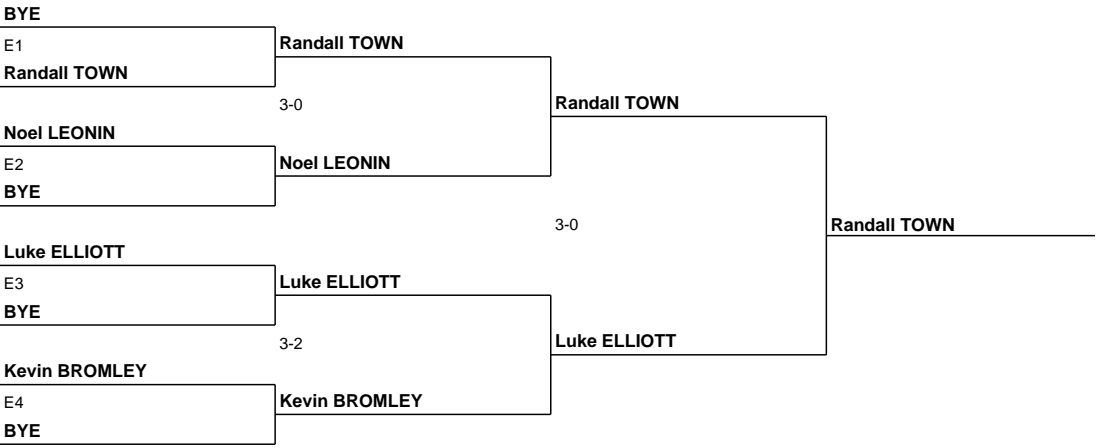 BYE
E1
Randall TOWN
Randall TOWN
3-0
Randall TOWN
Noel LEONIN
E2
Noel LEONIN
BYE
3-0
Randall TOWN
Luke ELLIOTT
E3
Luke ELLIOTT
BYE
3-2
Luke ELLIOTT
Kevin BROMLEY
E4
Kevin BROMLEY
BYE